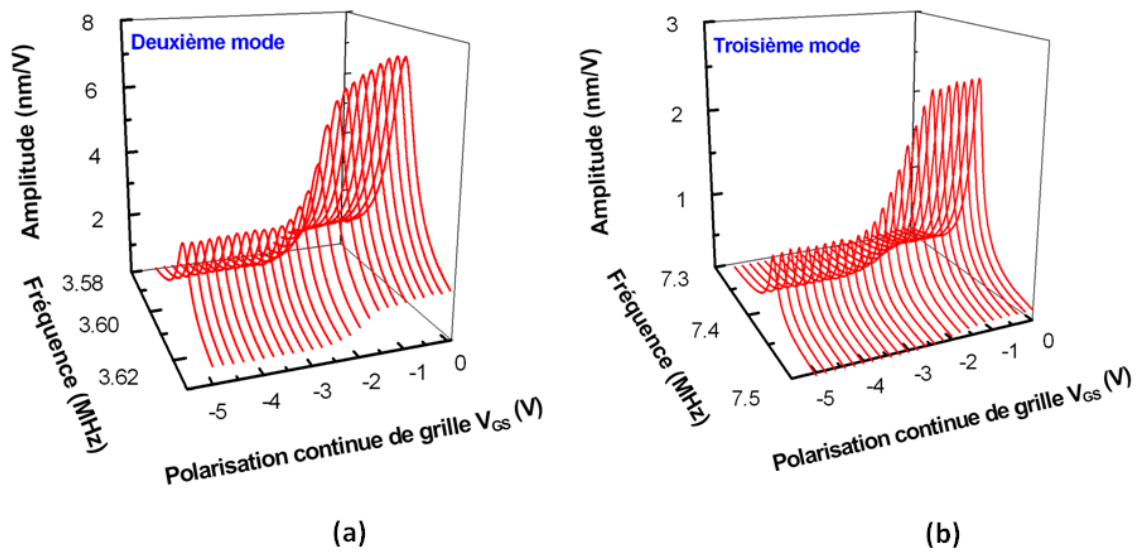 Deuxième mode
Amplitude (nm/V)
8
6
4
2
3.58
3.60
3.62
Fréquence (MHz)
-5
-4
-3
-2
-1
0
Polarisation continue de grille VGS (V)
(a)
Troisième mode
Amplitude (nm/V)
3
2
1
7.3
7.4
7.5
Fréquence (MHz)
-5
-4
-3
-2
-1
0
Polarisation continue de grille VGS (V)
(b)